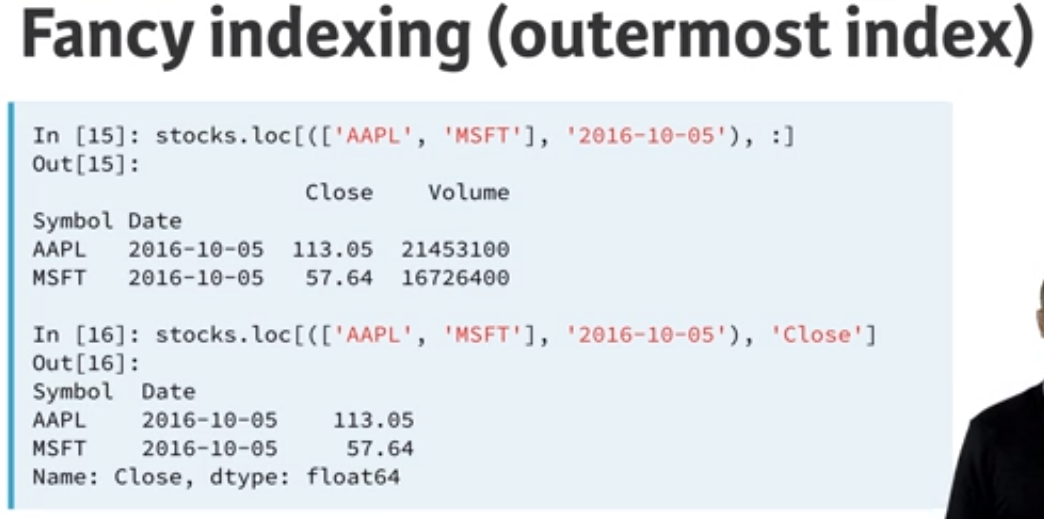 Fancy indexing (outermost index)
In [15]: stocks.loc[(['AAPL', 'MSFT'], '2016-10-05'), :]
Out[15]:
Close Volume
Symbol Date
AAPL 2016-10-05 113.05 21453100
MSFT 2016-10-05 57.64 16726400
In [16]: stocks.loc[(['AAPL', 'MSFT'], '2016-10-05'), 'Close']
Out[16]:
Symbol Date
AAPL 2016-10-05 113.05
MSFT 2016-10-05 57.64
Name: Close, dtype: float64